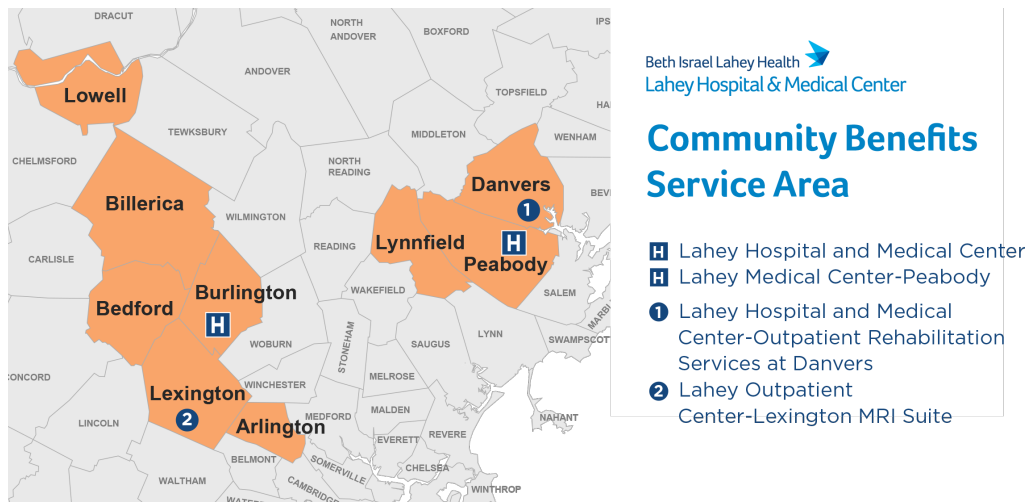 DRACUT
NORTH
ANDOVER
BOXFORD
IPS
Lowell
ANDOVER
TOPSFIELD
HA
TEWKSBURY
MIDDLETON
WENHAM
CHELMSFORD
NORTH
READING
Danvers
BEV
Billerica
WILMINGTON
1
CARLISLE
READING
Lynnfield
H
Peabody
WAKEFIELD
SALEM
Bedford
Burlington
H
MARBL
LYNN
SWAMPSCOTT
WOBURN
STONEHAM
SAUGUS
CONCORD
WINCHESTER
MELROSE
Lexington
2
LINCOLN
Arlington
MEDFORD
MALDEN
NAHANT
EVERETT
REVERE
BELMONT
SOMERVILLE
CHELSEA
WALTHAM
CAMBRIDGE
WINTHROP
WATER
Beth Israel Lahey Health
Lahey Hospital & Medical Center
Community Benefits
Service Area
H Lahey Hospital and Medical Center
H Lahey Medical Center-Peabody
1 Lahey Hospital and Medical
Center-Outpatient Rehabilitation
Services at Danvers
2 Lahey Outpatient
Center-Lexington MRI Suite